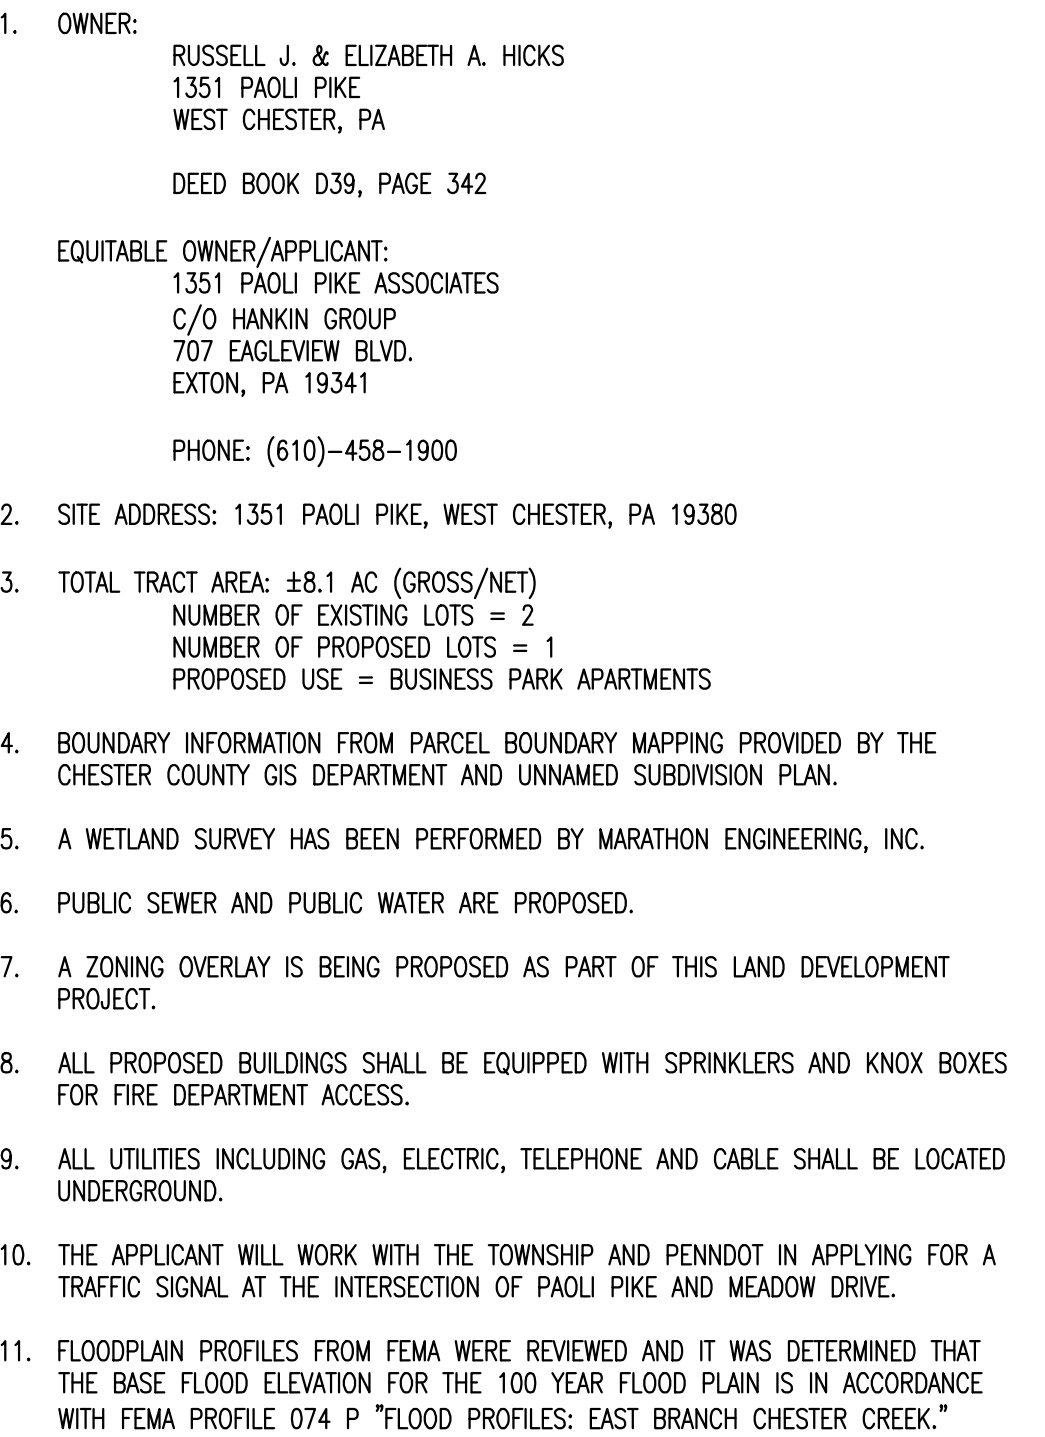 1. OWNER:
RUSSELL J. & ELIZABETH A. HICKS
1351 PAOLI PIKE
WEST CHESTER, PA
DEED BOOK D39, PAGE 342
EQUITABLE OWNER/APPLICANT:
1351 PAOLI PIKE ASSOCIATES
C/O HANKIN GROUP
707 EAGLEVIEW BLVD.
EXTON, PA 19341
PHONE: (610)-458-1900
2. SITE ADDRESS: 1351 PAOLI PIKE, WEST CHESTER, PA 19380
3. TOTAL TRACT AREA: ±8.1 AC (GROSS/NET)
NUMBER OF EXISTING LOTS = 2
NUMBER OF PROPOSED LOTS = 1
PROPOSED USE = BUSINESS PARK APARTMENTS
4. BOUNDARY INFORMATION FROM PARCEL BOUNDARY MAPPING PROVIDED BY THE
CHESTER COUNTY GIS DEPARTMENT AND UNNAMED SUBDIVISION PLAN.
5. A WETLAND SURVEY HAS BEEN PERFORMED BY MARATHON ENGINEERING, INC.
6. PUBLIC SEWER AND PUBLIC WATER ARE PROPOSED.
7. A ZONING OVERLAY IS BEING PROPOSED AS PART OF THIS LAND DEVELOPMENT
PROJECT.
8. ALL PROPOSED BUILDINGS SHALL BE EQUIPPED WITH SPRINKLERS AND KNOX BOXES
FOR FIRE DEPARTMENT ACCESS.
9. ALL UTILITIES INCLUDING GAS, ELECTRIC, TELEPHONE AND CABLE SHALL BE LOCATED
UNDERGROUND.
10. THE APPLICANT WILL WORK WITH THE TOWNSHIP AND PENNDOT IN APPLYING FOR A
TRAFFIC SIGNAL AT THE INTERSECTION OF PAOLI PIKE AND MEADOW DRIVE.
11. FLOODPLAIN PROFILES FROM FEMA WERE REVIEWED AND IT WAS DETERMINED THAT
THE BASE FLOOD ELEVATION FOR THE 100 YEAR FLOOD PLAIN IS IN ACCORDANCE
WITH FEMA PROFILE 074 P "FLOOD PROFILES: EAST BRANCH CHESTER CREEK."